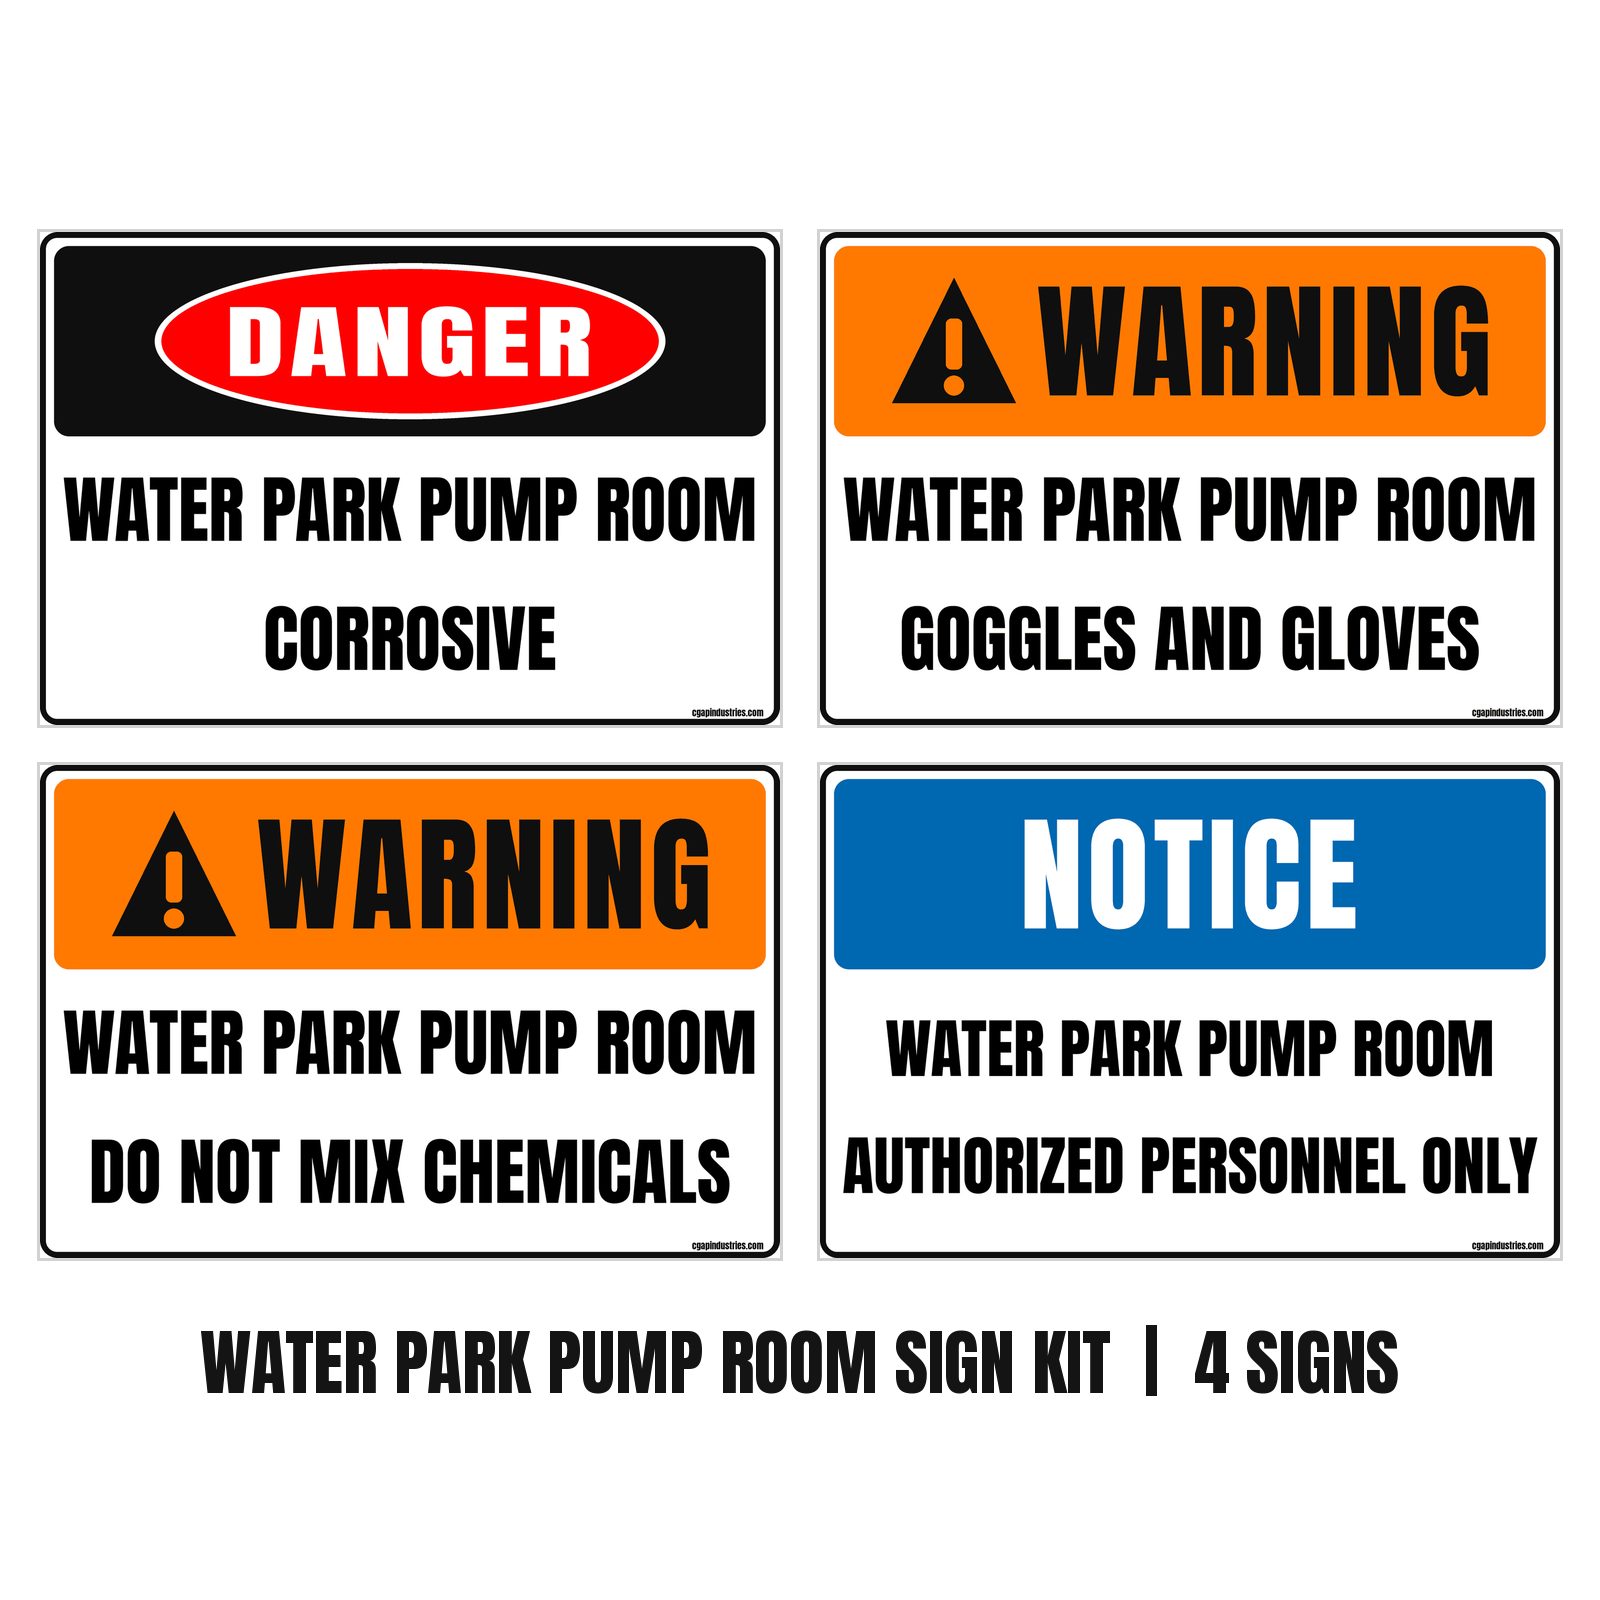 DANGER
WATER PARK PUMP ROOM
CORROSIVE
cgapindustries.com
WARNING
WATER PARK PUMP ROOM
GOGGLES AND GLOVES
cgapindustries.com
WARNING
WATER PARK PUMP ROOM
DO NOT MIX CHEMICALS
cgapindustries.com
NOTICE
WATER PARK PUMP ROOM
AUTHORIZED PERSONNEL ONLY
cgapindustries.com
WATER PARK PUMP ROOM SIGN KIT | 4 SIGNS